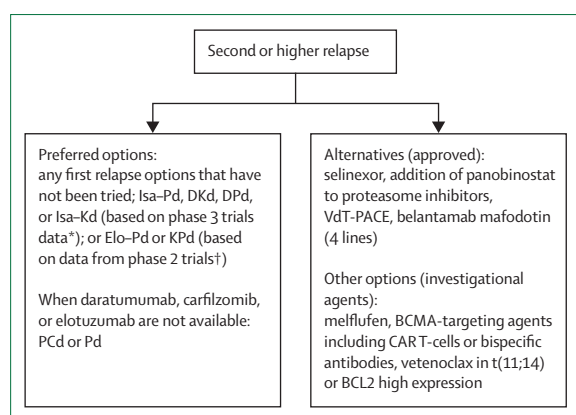 Second or higher relapse
Preferred options:
any first relapse options that have
not been tried; Isa–Pd, DKd, DPd,
or Isa–Kd (based on phase 3 trials
data*); or Elo–Pd or KPd (based
on data from phase 2 trials†)
When daratumumab, carfilzomib,
or elotuzumab are not available:
PCd or Pd
Alternatives (approved):
selinexor, addition of panobinostat
to proteasome inhibitors,
VdT-PACE, belantamab mafodotin
(4 lines)
Other options (investigational
agents):
melflufen, BCMA-targeting agents
including CAR T-cells or bispecific
antibodies, vetenoclax in t(11;14)
or BCL2 high expression